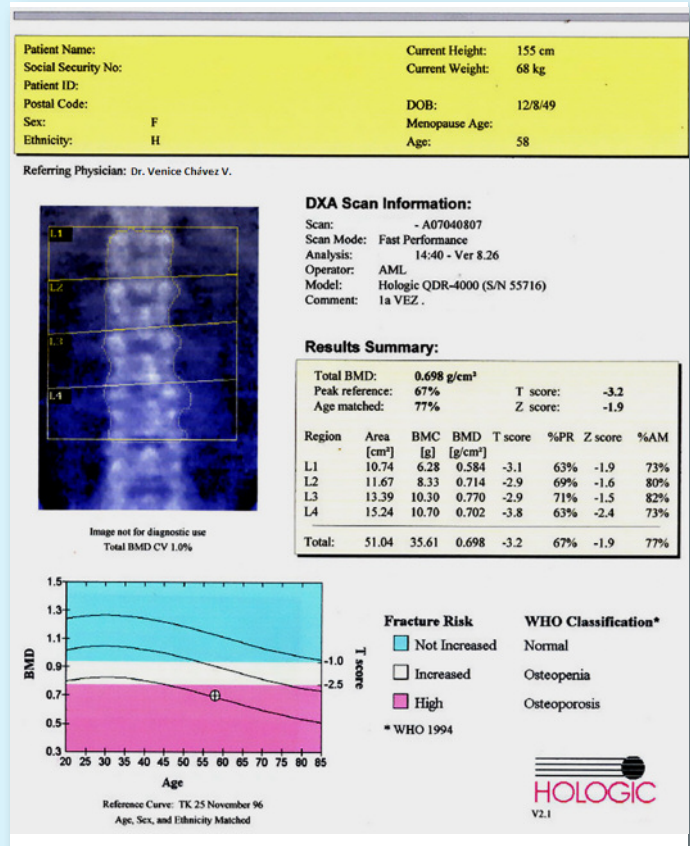 Patient Name:
Current Height: 155 cm
Social Security No:
Current Weight: 68 kg
Patient ID:
Postal Code:
DOB: 12/8/49
Sex: F
Menopause Age:
Ethnicity: H
Age: 58
Referring Physician: Dr. Venice Chávez V.
L1
L2
L3
L4
Image not for diagnostic use
Total BMD CV 1.0%
DXA Scan Information:
Scan: - A07040807
Scan Mode: Fast Performance
Analysis: 14:40 - Ver 8.26
Operator: AML
Model: Hologic QDR-4000 (S/N 55716)
Comment: 1a VEZ .
Results Summary:
Total BMD: 0.698 g/cm²
Peak reference: 67% T score: -3.2
Age matched: 77% Z score: -1.9
Region Area BMC BMD T score %PR Z score %AM
[cm²] [g] [g/cm²]
L1 10.74 6.28 0.584 -3.1 63% -1.9 73%
L2 11.67 8.33 0.714 -2.9 69% -1.6 80%
L3 13.39 10.30 0.770 -2.9 71% -1.5 82%
L4 15.24 10.70 0.702 -3.8 63% -2.4 73%
Total: 51.04 35.61 0.698 -3.2 67% -1.9 77%
BMD
1.5
1.3
1.1
0.9
0.7
0.5
0.3
20 25 30 35 40 45 50 55 60 65 70 75 80 85
Age
-1.0
-2.5
T score
Reference Curve: TK 25 November 96
Age, Sex, and Ethnicity Matched
Fracture Risk WHO Classification*
Not Increased Normal
Increased Osteopenia
High Osteoporosis
* WHO 1994
HOLOGIC
V2.1